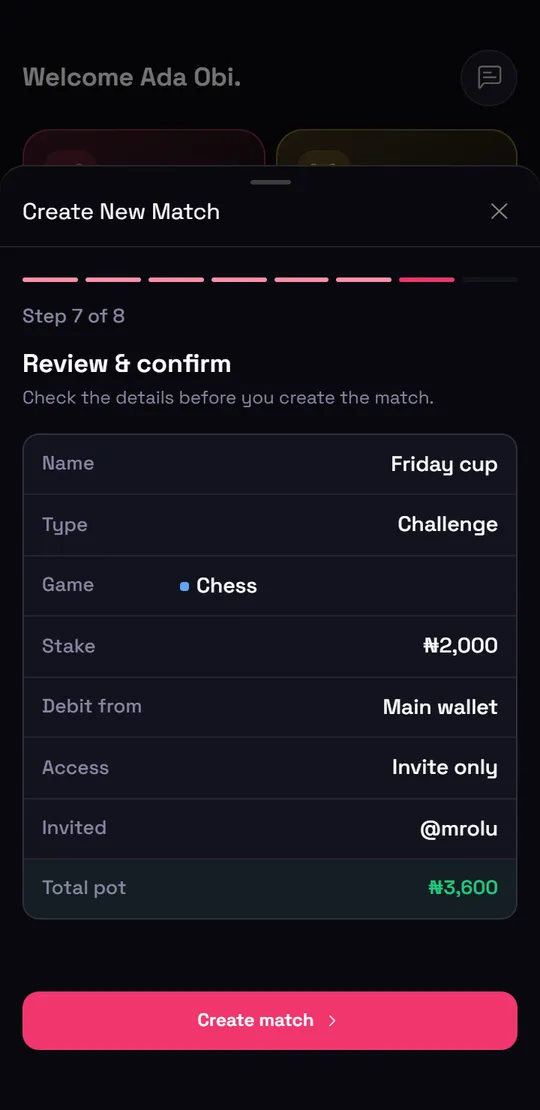 Welcome Ada Obi.
Create New Match
Step 7 of 8
Review & confirm
Check the details before you create the match.
Name Friday cup
Type Challenge
Game Chess
Stake ₦2,000
Debit from Main wallet
Access Invite only
Invited @mrolu
Total pot ₦3,600
Create match